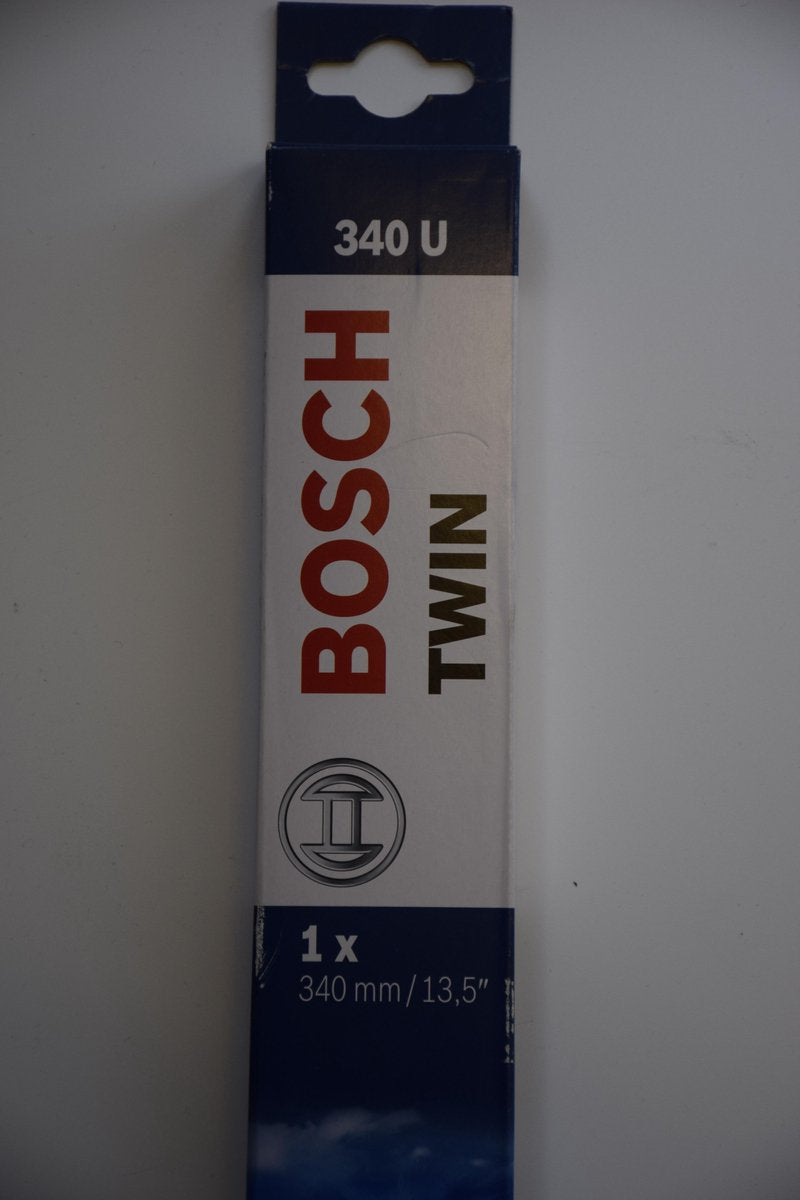 340 U
BOSCH
TWIN
1 x
340 mm / 13,5"